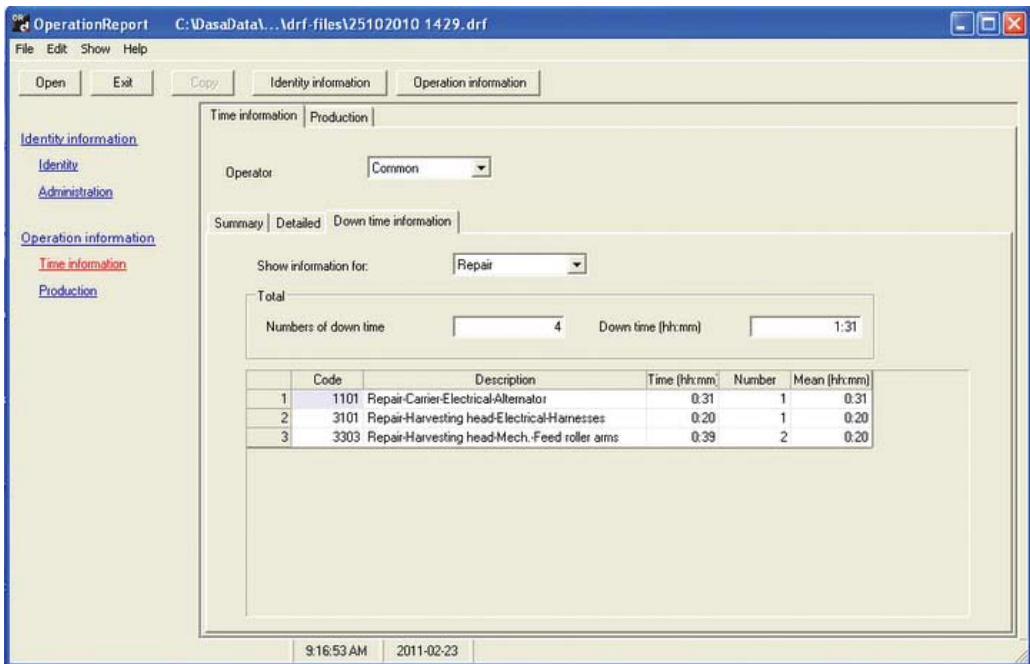 OperationReport C:\DasaData\...\drf-files\25102010 1429.drf
File Edit Show Help
Open Exit Copy Identity information Operation information
Time information Production
Identity information
Identity
Administration
Operation information
Time information
Production
Operator Common
Summary Detailed Down time information
Show information for: Repair
Total
Numbers of down time 4 Down time (hh:mm) 1:31
Code Description Time (hh:mm) Number Mean (hh:mm)
1 1101 Repair-Carrier-Electrical-Alternator 0:31 1 0:31
2 3101 Repair-Harvesting head-Electrical-Harnesses 0:20 1 0:20
3 3303 Repair-Harvesting head-Mech.-Feed roller arms 0:39 2 0:20
9:16:53 AM 2011-02-23